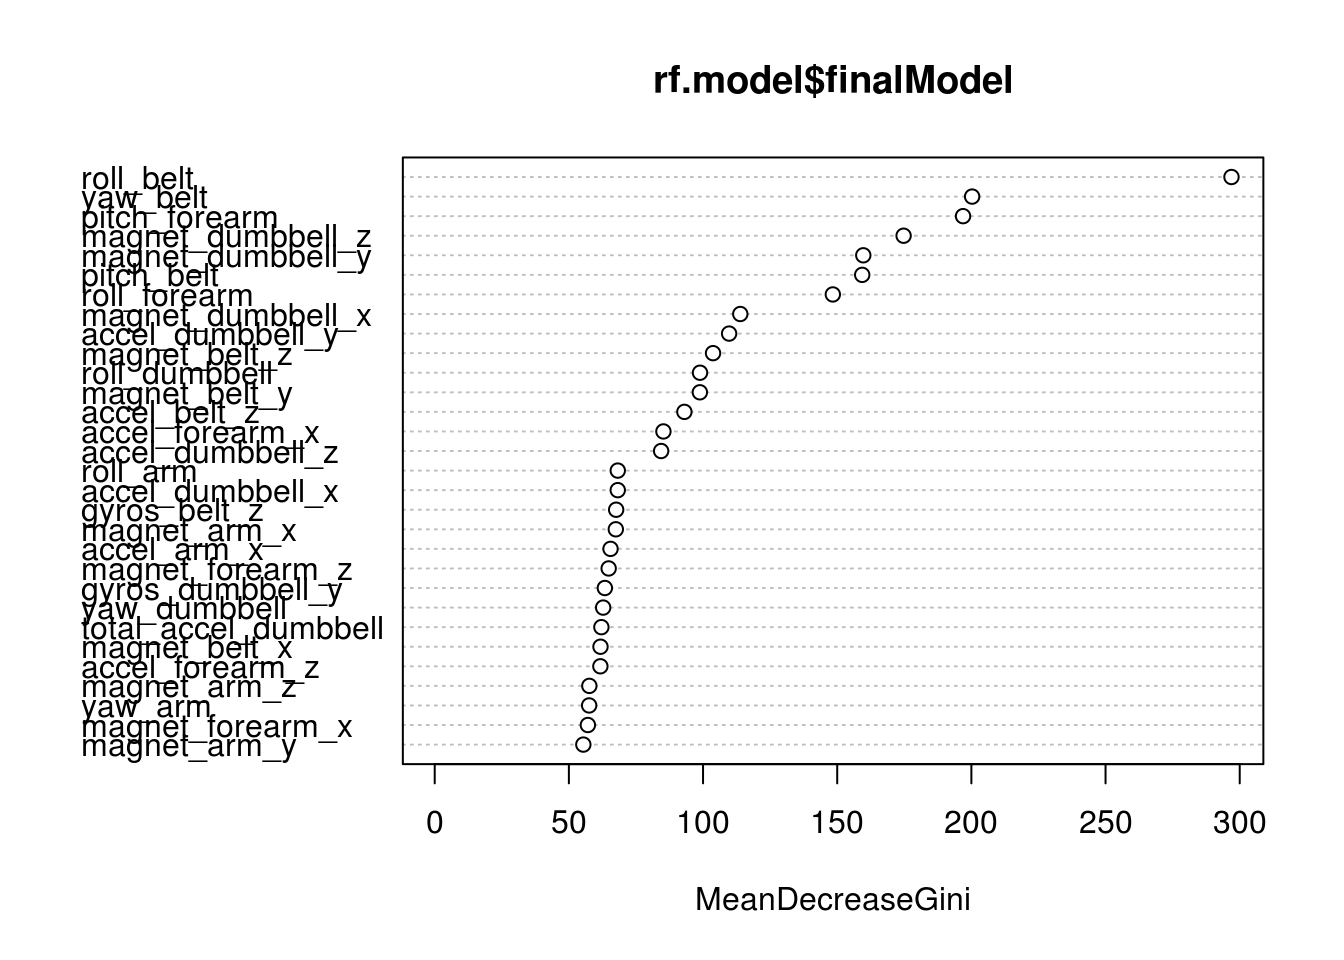 rf.model$finalModel
roll_belt
yaw_belt
pitch_forearm
magnet_dumbbell_z
magnet_dumbbell_y
pitch_belt
roll_forearm
magnet_dumbbell_x
accel_dumbbell_y
magnet_belt_z
roll_dumbbell
magnet_belt_y
accel_belt_z
accel_forearm_x
accel_dumbbell_z
roll_arm
accel_dumbbell_x
gyros_belt_z
magnet_arm_x
accel_arm_x
magnet_forearm_z
gyros_dumbbell_y
yaw_dumbbell
total_accel_dumbbell
magnet_belt_x
accel_forearm_z
magnet_arm_z
yaw_arm
magnet_forearm_x
magnet_arm_y
0 50 100 150 200 250 300
MeanDecreaseGini